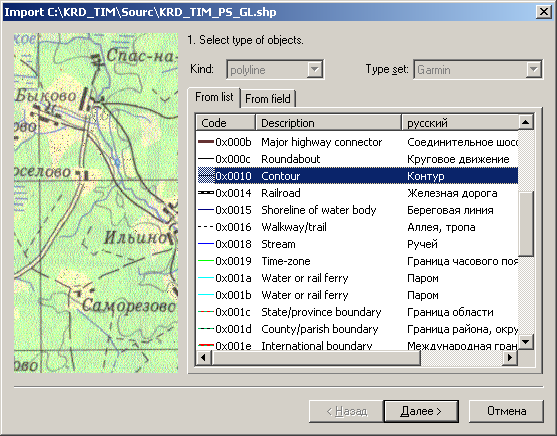 Import C:\KRD_TIM\Sourc\KRD_TIM_PS_GL.shp
Спас-на-
Быково
оселово
Ильино
Саморезово
ово
1. Select type of objects.
Kind: polyline Type set: Garmin
From list From field
Code Description русский
0x000b Major highway connector Соединительное шосс
0x000c Roundabout Круговое движение
0x0010 Contour Контур
0x0014 Railroad Железная дорога
0x0015 Shoreline of water body Береговая линия
0x0016 Walkway/trail Аллея, тропа
0x0018 Stream Ручей
0x0019 Time-zone Граница часового поя
0x001a Water or rail ferry Паром
0x001b Water or rail ferry Паром
0x001c State/province boundary Граница области
0x001d County/parish boundary Граница района, окру
0x001e International boundary Международная гран
< Назад Далее > Отмена